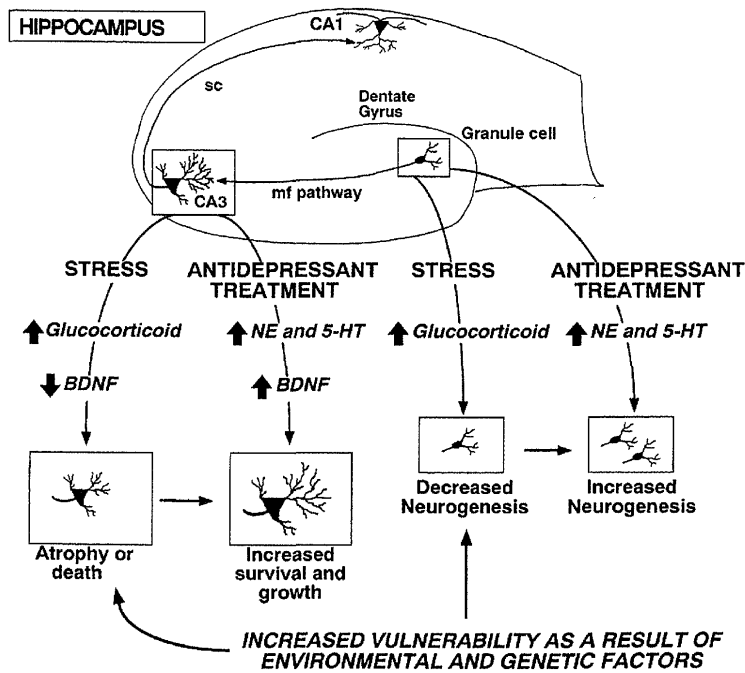 HIPPOCAMPUS
CA1
sc
Dentate
Gyrus
Granule cell
CA3
mf pathway
STRESS
ANTIDEPRESSANT
TREATMENT
STRESS
ANTIDEPRESSANT
TREATMENT
Glucocorticoid
NE and 5-HT
Glucocorticoid
NE and 5-HT
BDNF
BDNF
Decreased
Neurogenesis
Increased
Neurogenesis
Atrophy or
death
Increased
survival and
growth
INCREASED VULNERABILITY AS A RESULT OF
ENVIRONMENTAL AND GENETIC FACTORS